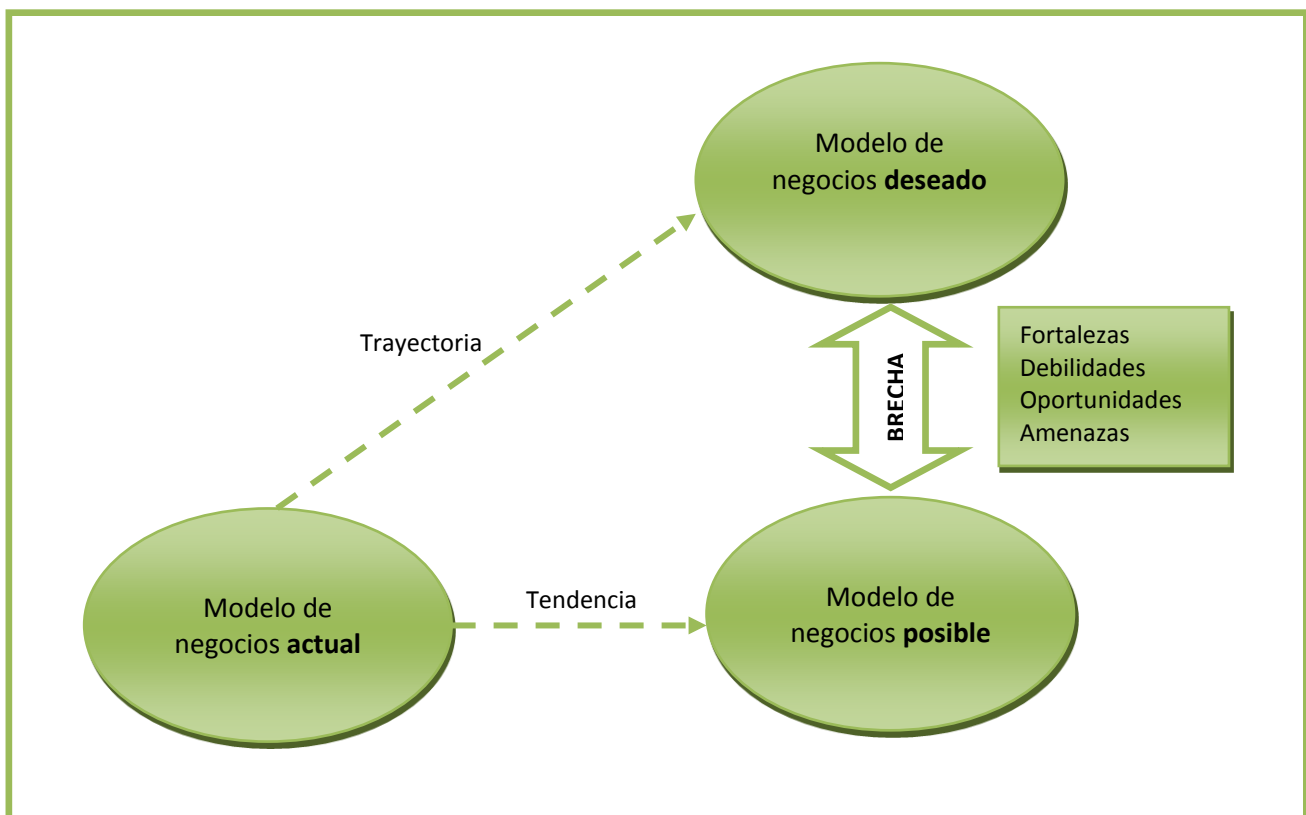 Modelo de
negocios deseado
Trayectoria
BRECHA
Fortalezas
Debilidades
Oportunidades
Amenazas
Modelo de
negocios actual
Tendencia
Modelo de
negocios posible